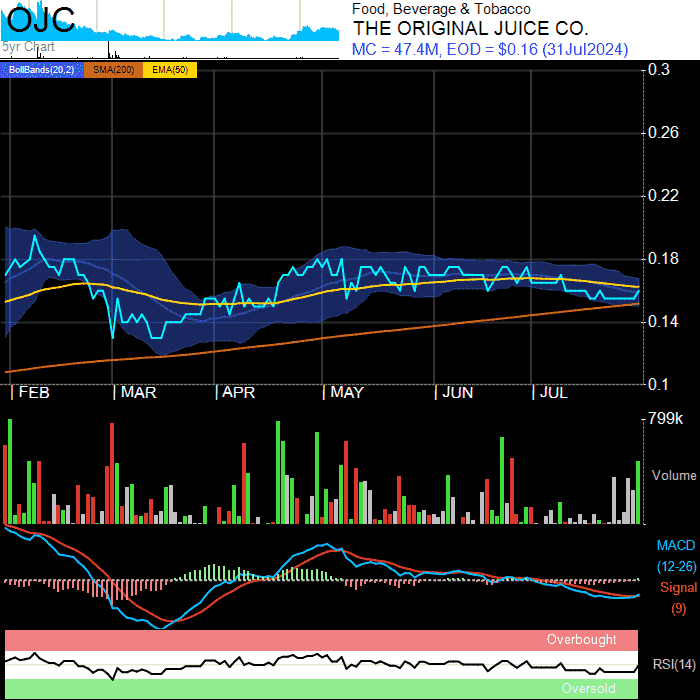 OJC
5yr Chart
Food, Beverage & Tobacco
THE ORIGINAL JUICE CO.
MC = 47.4M, EOD = $0.16 (31Jul2024)
BollBands(20,2) SMA(200) EMA(50)
0.3
0.26
0.22
0.18
0.14
0.1
FEB MAR APR MAY JUN JUL
799k
Volume
MACD
(12-26)
Signal
(9)
Overbought
RSI(14)
Oversold